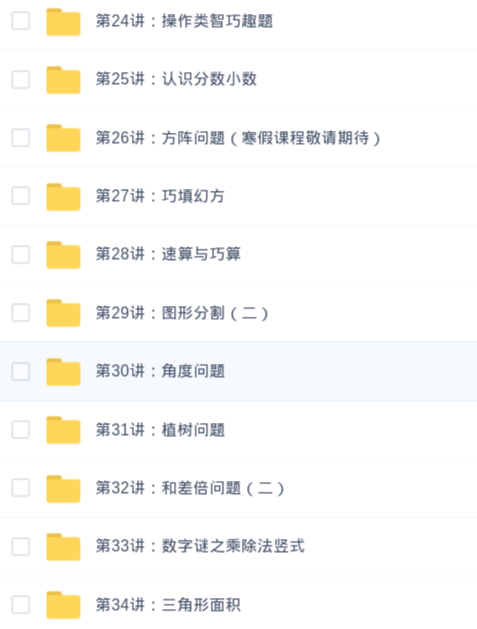 第24讲：操作类智巧趣题
第25讲：认识分数小数
第26讲：方阵问题（寒假课程敬请期待）
第27讲：巧填幻方
第28讲：速算与巧算
第29讲：图形分割（二）
第30讲：角度问题
第31讲：植树问题
第32讲：和差倍问题（二）
第33讲：数字谜之乘除法竖式
第34讲：三角形面积